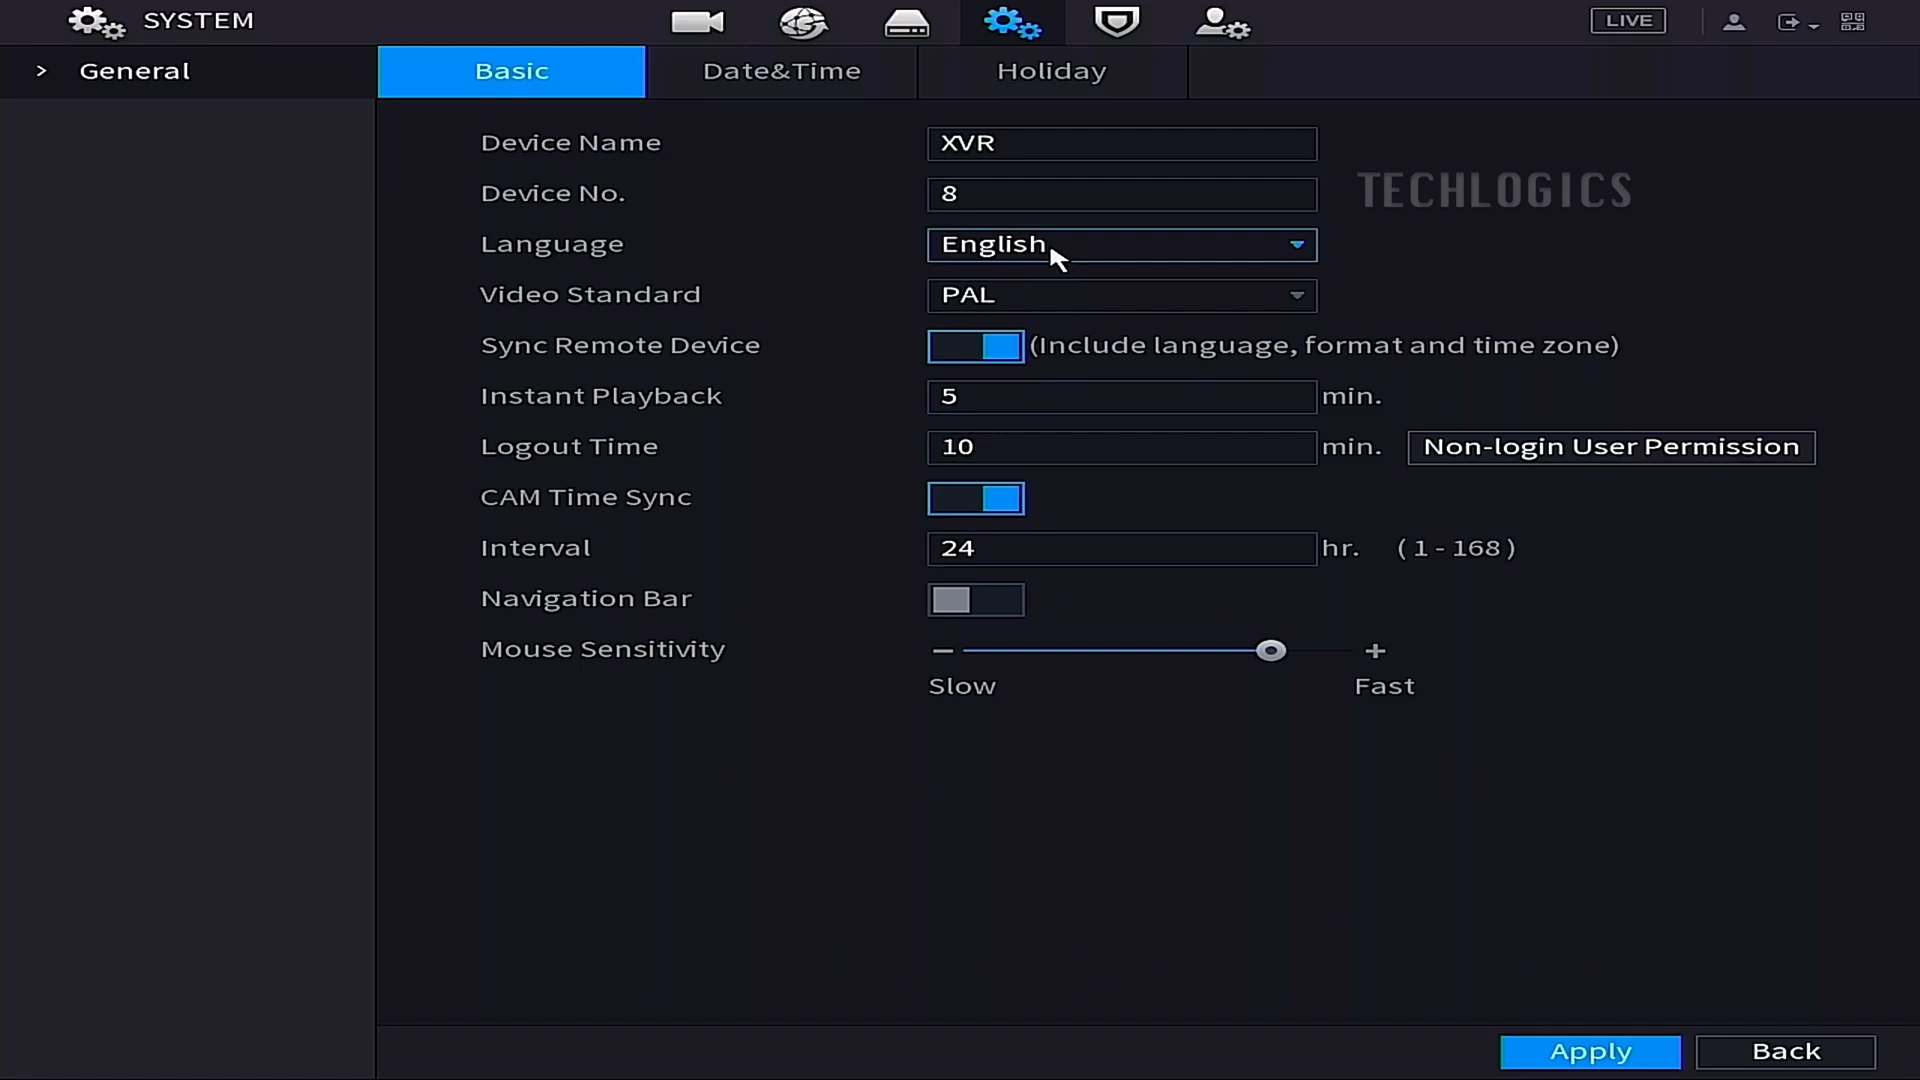 SYSTEM
LIVE
> General
Basic
Date&Time
Holiday
Device Name
XVR
TECHLOGICS
Device No.
8
Language
English
Video Standard
PAL
Sync Remote Device
(Include language, format and time zone)
Instant Playback
5
min.
Logout Time
10
min.
Non-login User Permission
CAM Time Sync
Interval
24
hr.
( 1 - 168 )
Navigation Bar
Mouse Sensitivity
Slow
Fast
Apply
Back